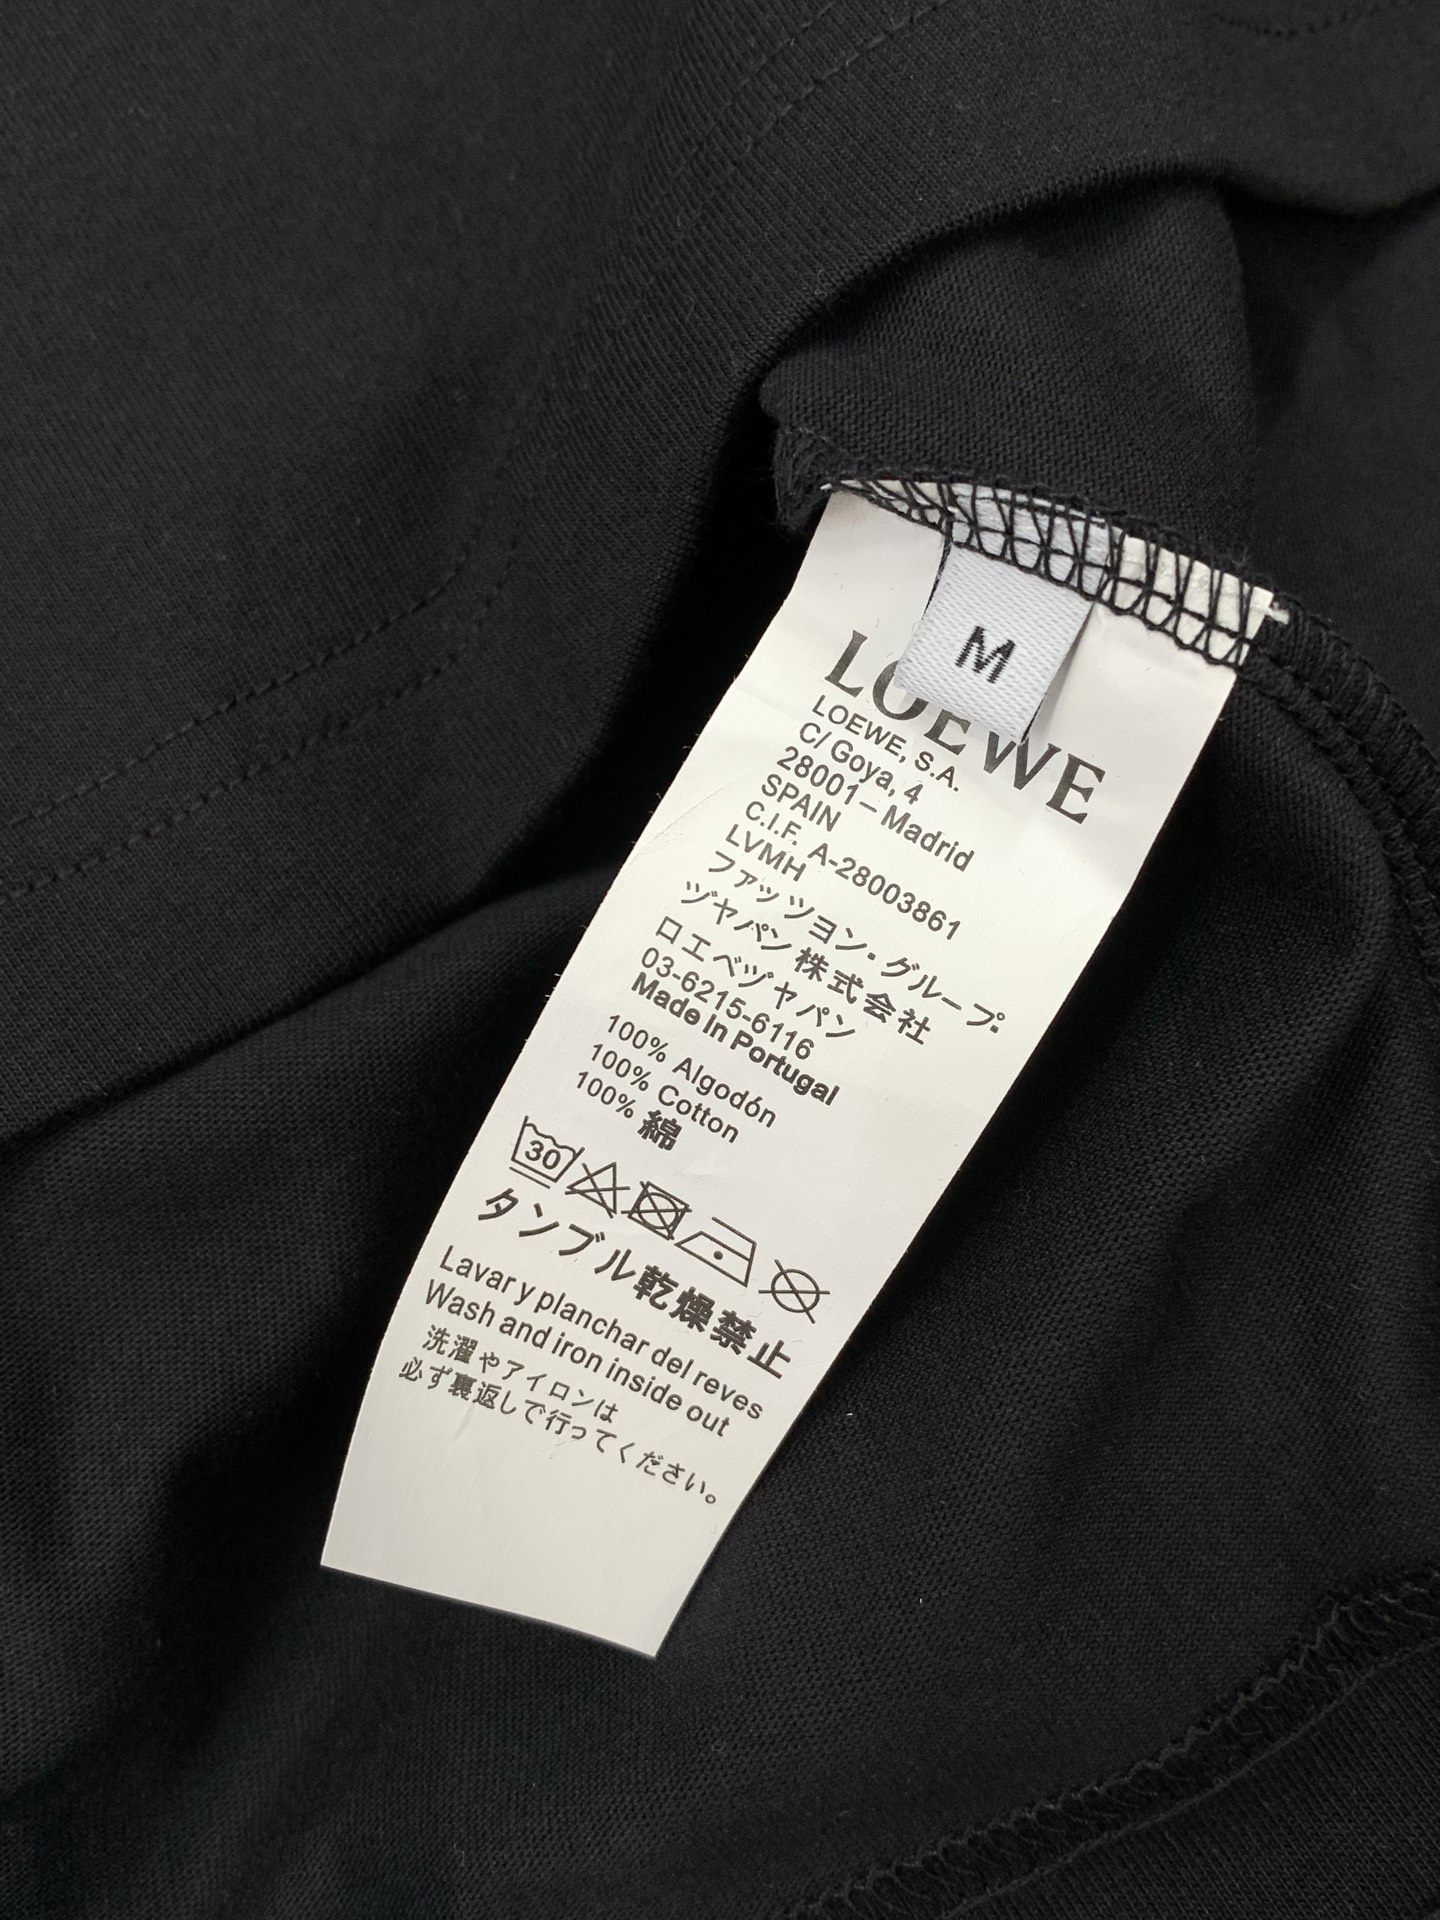 M
LOEWE
LOEWE, S.A.
C/ Goya, 4
28001– Madrid
SPAIN
C.I.F. A-28003861
LVMH
ファッツヨン・グループ・
ヅヤパン株式会社
ロエベヅヤパン
03-6215-6116
Made In Portugal
100% Algodón
100% Cotton
100% 綿
30
タンブル乾燥禁止
Lavar y planchar del reves
Wash and iron inside out
洗濯やアイロンは
必ず裏返しで行ってください。